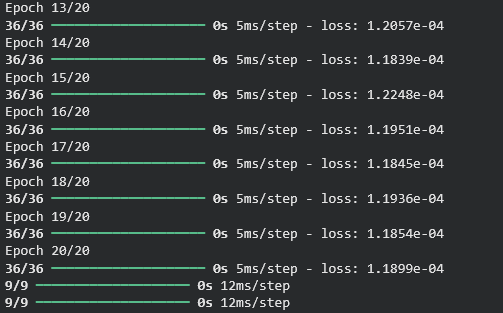 Epoch 13/20
36/36 ━━━━━━━━━━━━━━━━━━━━ 0s 5ms/step - loss: 1.2057e-04
Epoch 14/20
36/36 ━━━━━━━━━━━━━━━━━━━━ 0s 5ms/step - loss: 1.1839e-04
Epoch 15/20
36/36 ━━━━━━━━━━━━━━━━━━━━ 0s 5ms/step - loss: 1.2248e-04
Epoch 16/20
36/36 ━━━━━━━━━━━━━━━━━━━━ 0s 5ms/step - loss: 1.1951e-04
Epoch 17/20
36/36 ━━━━━━━━━━━━━━━━━━━━ 0s 5ms/step - loss: 1.1845e-04
Epoch 18/20
36/36 ━━━━━━━━━━━━━━━━━━━━ 0s 5ms/step - loss: 1.1936e-04
Epoch 19/20
36/36 ━━━━━━━━━━━━━━━━━━━━ 0s 5ms/step - loss: 1.1854e-04
Epoch 20/20
36/36 ━━━━━━━━━━━━━━━━━━━━ 0s 5ms/step - loss: 1.1899e-04
9/9 ━━━━━━━━━━━━━━━━━━━━ 0s 12ms/step
9/9 ━━━━━━━━━━━━━━━━━━━━ 0s 12ms/step